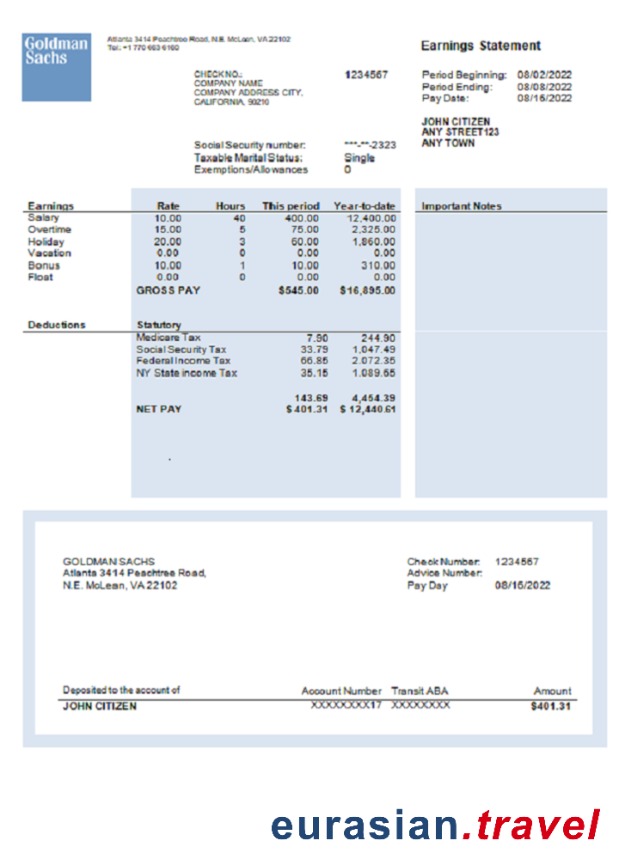 Goldman
Sachs
Atlanta 3414 Peachtree Road, N.E. McLean, VA 22102
Tel.: +1 770 663 6160
Earnings Statement
CHECK NO.: 1234567
COMPANY NAME
COMPANY ADDRESS CITY,
CALIFORNIA, 90210
Period Beginning: 08/02/2022
Period Ending: 08/08/2022
Pay Date: 08/15/2022
JOHN CITIZEN
ANY STREET123
ANY TOWN
Social Security number: ***-**-2323
Taxable Marital Status: Single
Exemptions/Allowances 0
Earnings Rate Hours This period Year-to-date
Salary 10.00 40 400.00 12,400.00
Overtime 15.00 5 75.00 2,325.00
Holiday 20.00 3 60.00 1,860.00
Vacation 0.00 0 0.00 0.00
Bonus 10.00 1 10.00 310.00
Float 0.00 0 0.00 0.00
GROSS PAY $545.00 $16,895.00
Important Notes
Deductions Statutory
Medicare Tax 7.90 244.90
Social Security Tax 33.79 1,047.49
Federal Income Tax 66.85 2.072.35
NY State income Tax 35.15 1.089.65
143.69 4,454.39
NET PAY $401.31 $ 12,440.61
GOLDMAN SACHS
Atlanta 3414 Peachtree Road,
N.E. McLean, VA 22102
Check Number: 1234567
Advice Number:
Pay Day 08/15/2022
Deposited to the account of Account Number Transit ABA Amount
JOHN CITIZEN XXXXXXXX17 XXXXXXXX $401.31
eurasian.travel